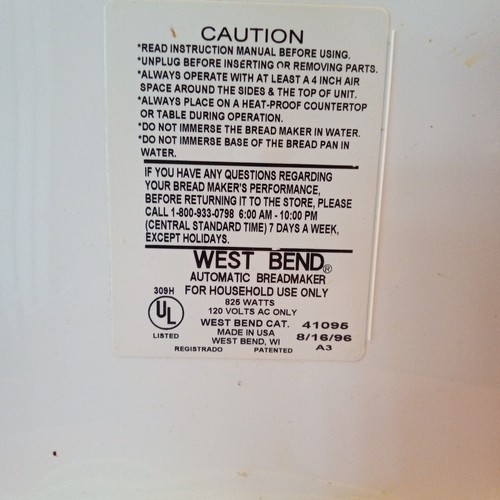 CAUTION
*READ INSTRUCTION MANUAL BEFORE USING.
*UNPLUG BEFORE INSERTING OR REMOVING PARTS.
*ALWAYS OPERATE WITH AT LEAST A 4 INCH AIR
SPACE AROUND THE SIDES & THE TOP OF UNIT.
*ALWAYS PLACE ON A HEAT-PROOF COUNTERTOP
OR TABLE DURING OPERATION.
*DO NOT IMMERSE THE BREAD MAKER IN WATER.
*DO NOT IMMERSE BASE OF THE BREAD PAN IN
WATER.
IF YOU HAVE ANY QUESTIONS REGARDING
YOUR BREAD MAKER'S PERFORMANCE,
BEFORE RETURNING IT TO THE STORE, PLEASE
CALL 1-800-933-0798 6:00 AM - 10:00 PM
(CENTRAL STANDARD TIME) 7 DAYS A WEEK,
EXCEPT HOLIDAYS.
WEST BEND®
AUTOMATIC BREADMAKER
309H FOR HOUSEHOLD USE ONLY
825 WATTS
120 VOLTS AC ONLY
UL
LISTED
WEST BEND CAT. 41095
MADE IN USA 8/16/96
WEST BEND, WI
REGISTRADO PATENTED A3